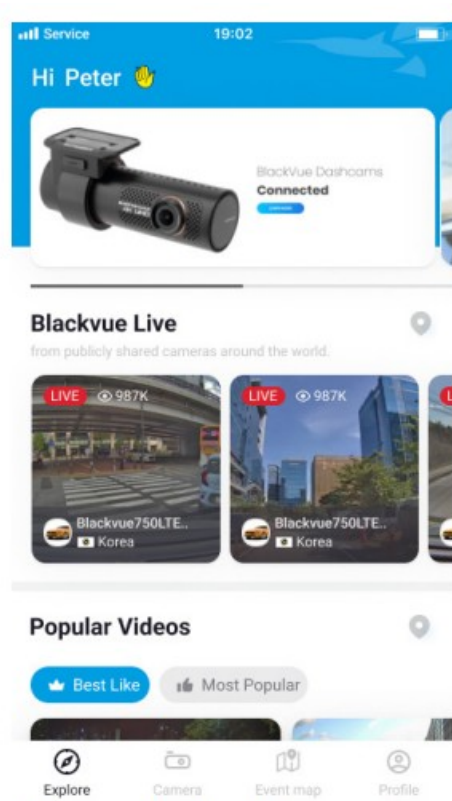 Service 19:02
Hi Peter
BlackVue Dashcams
Connected
Blackvue Live
from publicly shared cameras around the world.
LIVE 987K
LIVE 987K
Blackvue750LTE..
Korea
Blackvue750LTE..
Korea
Popular Videos
Best Like
Most Popular
Explore
Camera
Event map
Profile